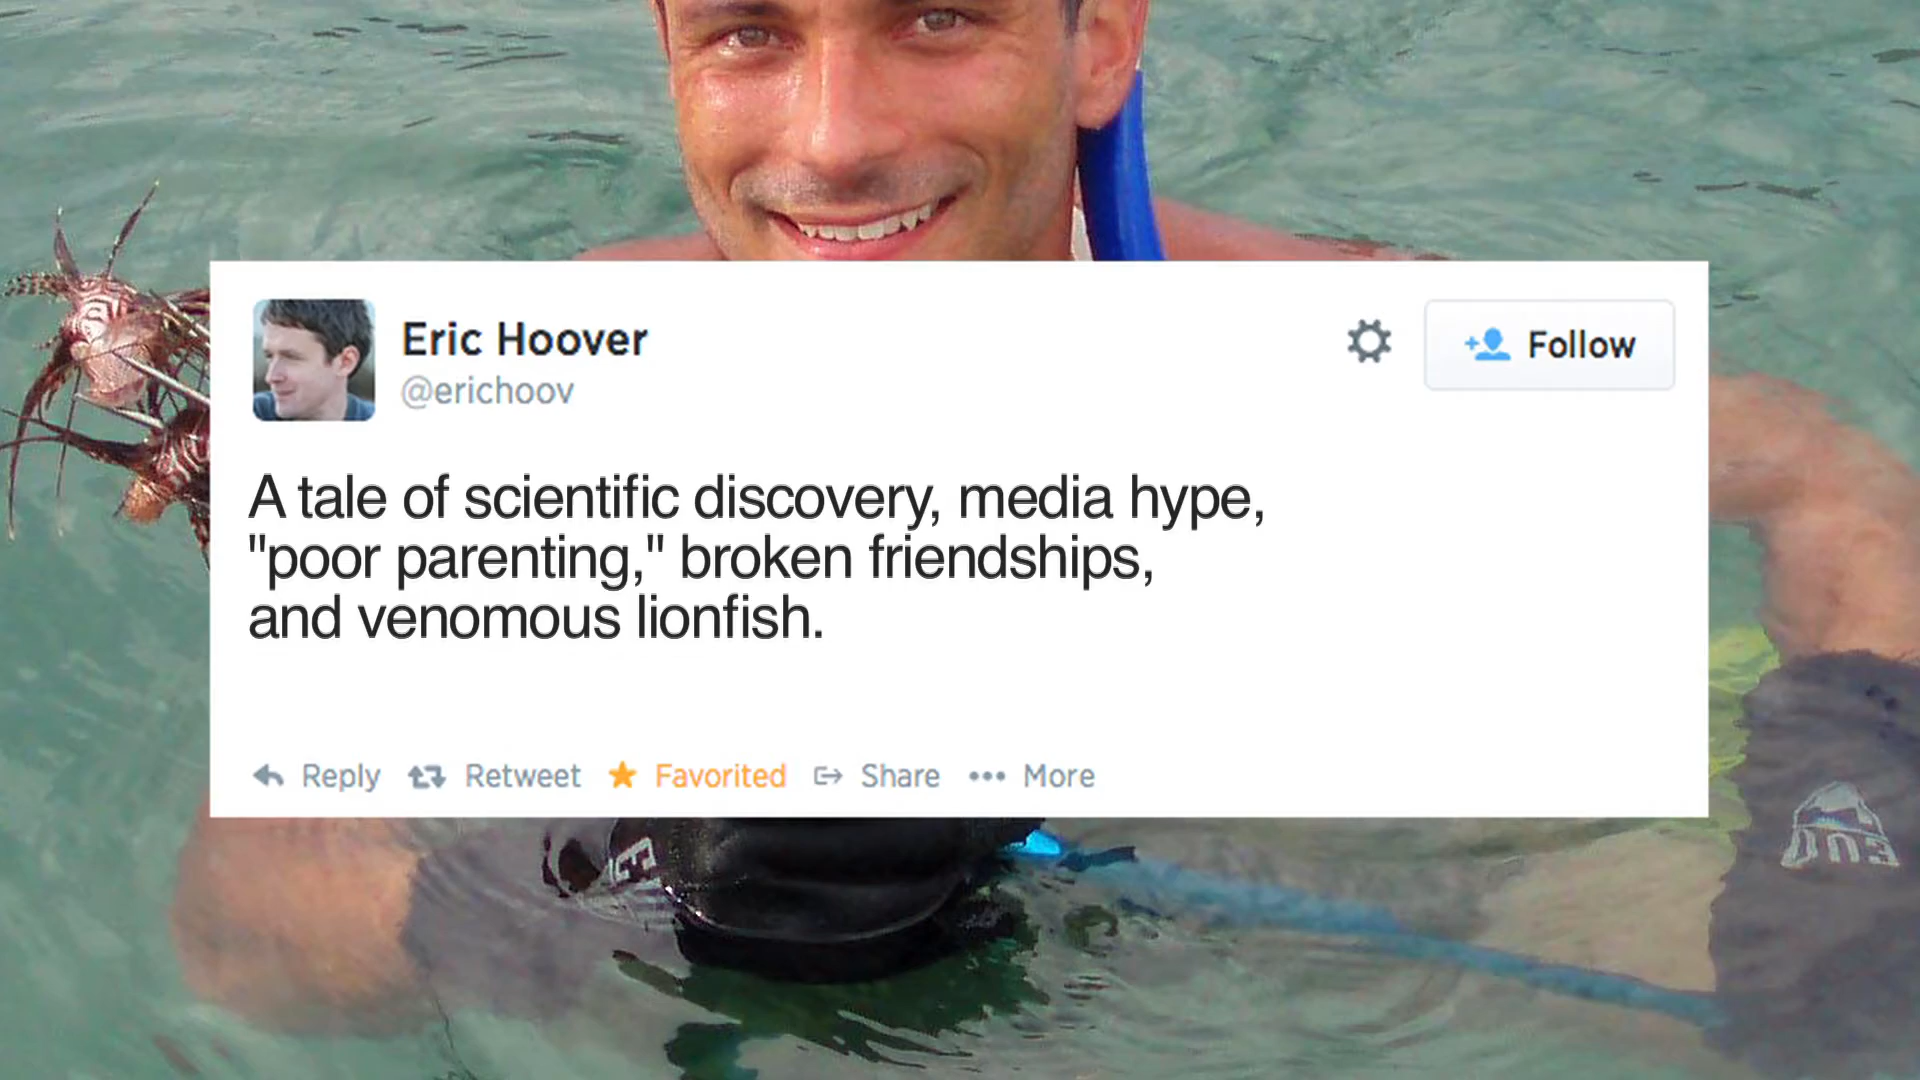 Eric Hoover
@erichoov
Follow
A tale of scientific discovery, media hype,
"poor parenting," broken friendships,
and venomous lionfish.
Reply Retweet Favorited Share More